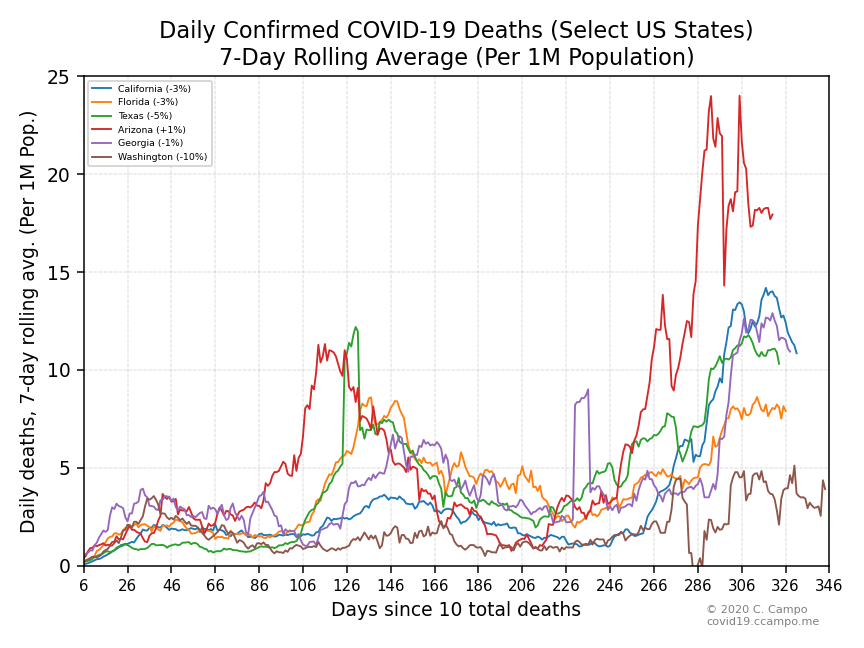 Daily Confirmed COVID-19 Deaths (Select US States)
7-Day Rolling Average (Per 1M Population)
Daily deaths, 7-day rolling avg. (Per 1M Pop.)
25
20
15
10
5
0
California (-3%)
Florida (-3%)
Texas (-5%)
Arizona (+1%)
Georgia (-1%)
Washington (-10%)
6 26 46 66 86 106 126 146 166 186 206 226 246 266 286 306 326 346
Days since 10 total deaths
© 2020 C. Campo
covid19.ccampo.me